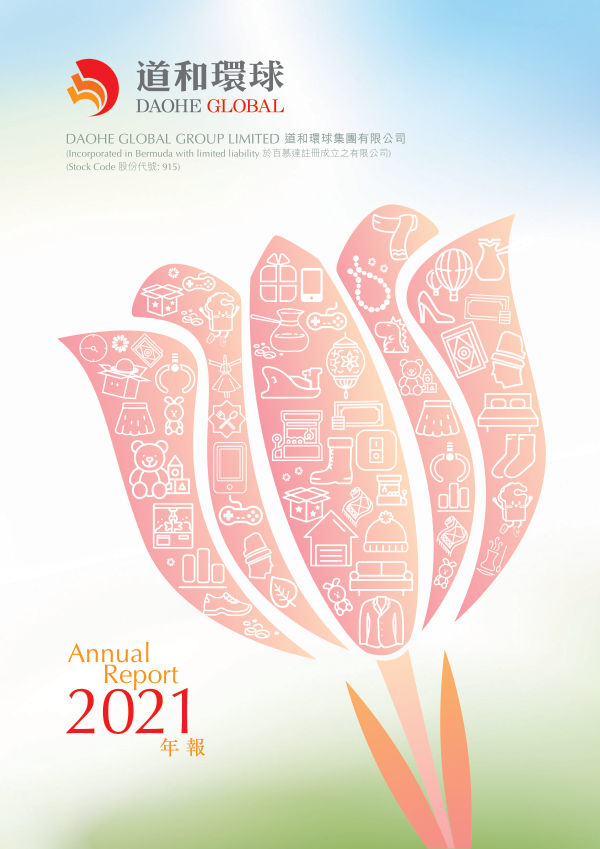 道和環球
DAOHE GLOBAL
DAOHE GLOBAL GROUP LIMITED 道和環球集團有限公司
(Incorporated in Bermuda with limited liability 於百慕達註冊成立之有限公司)
(Stock Code 股份代號: 915)
Annual
Report
2021
年報